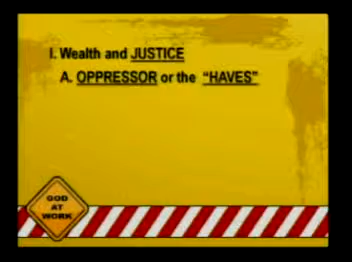 I. Wealth and JUSTICE
A. OPPRESSOR or the "HAVES"
GOD
AT
WORK